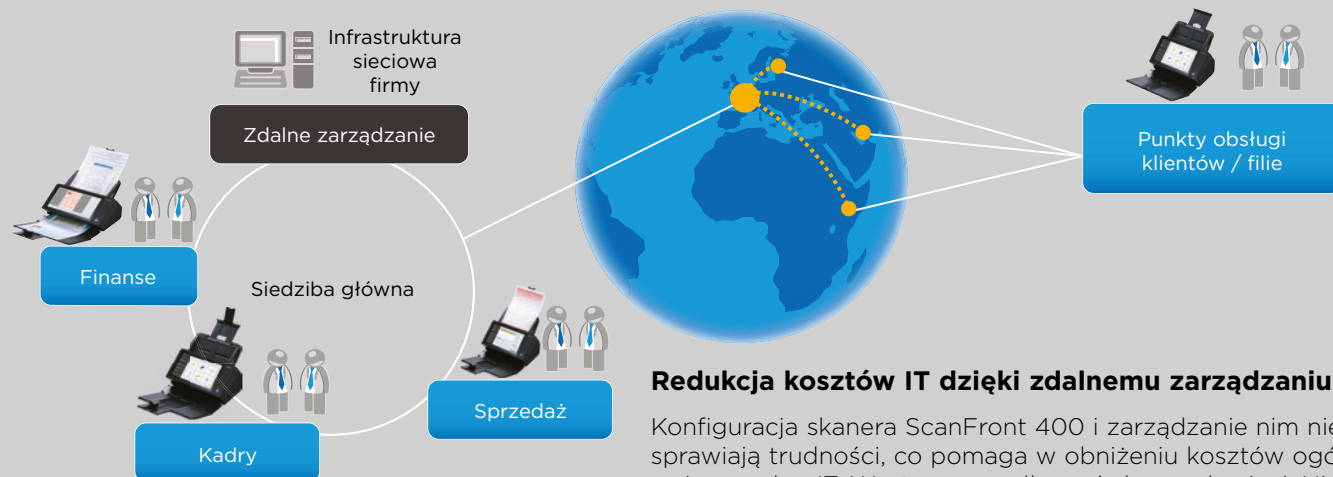 Infrastruktura
sieciowa
firmy
Zdalne zarządzanie
Finanse
Siedziba główna
Kadry
Sprzedaż
Punkty obsługi
klientów / filie
Redukcja kosztów IT dzięki zdalnemu zarządzaniu
Konfiguracja skanera ScanFront 400 i zarządzanie nim nie
sprawiają trudności, co pomaga w obniżeniu kosztów